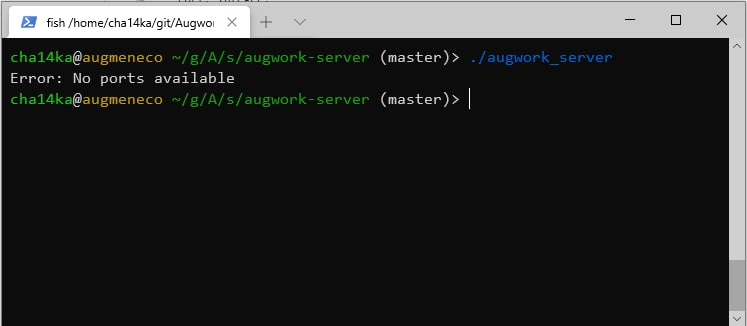 fish /home/cha14ka/git/Augwor
cha14ka@augmeneco ~/g/A/s/augwork-server (master)> ./augwork_server
Error: No ports available
cha14ka@augmeneco ~/g/A/s/augwork-server (master)>